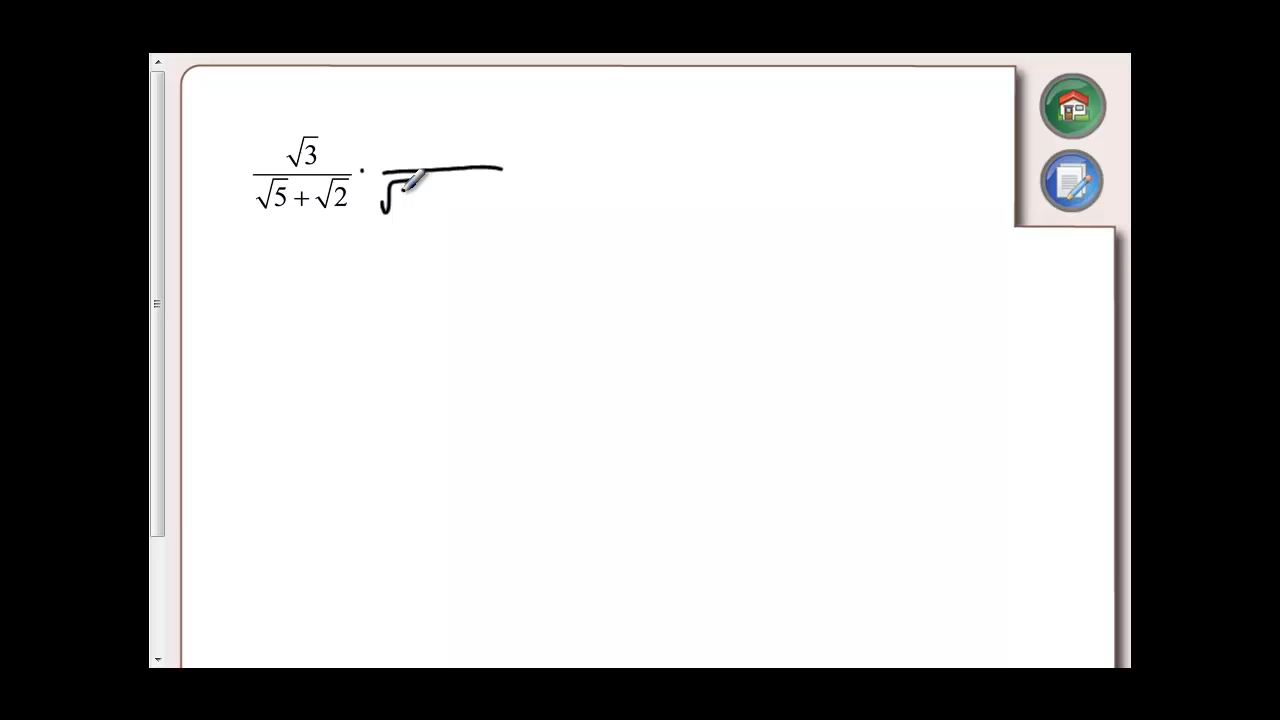 √3
√5 + √2 · √